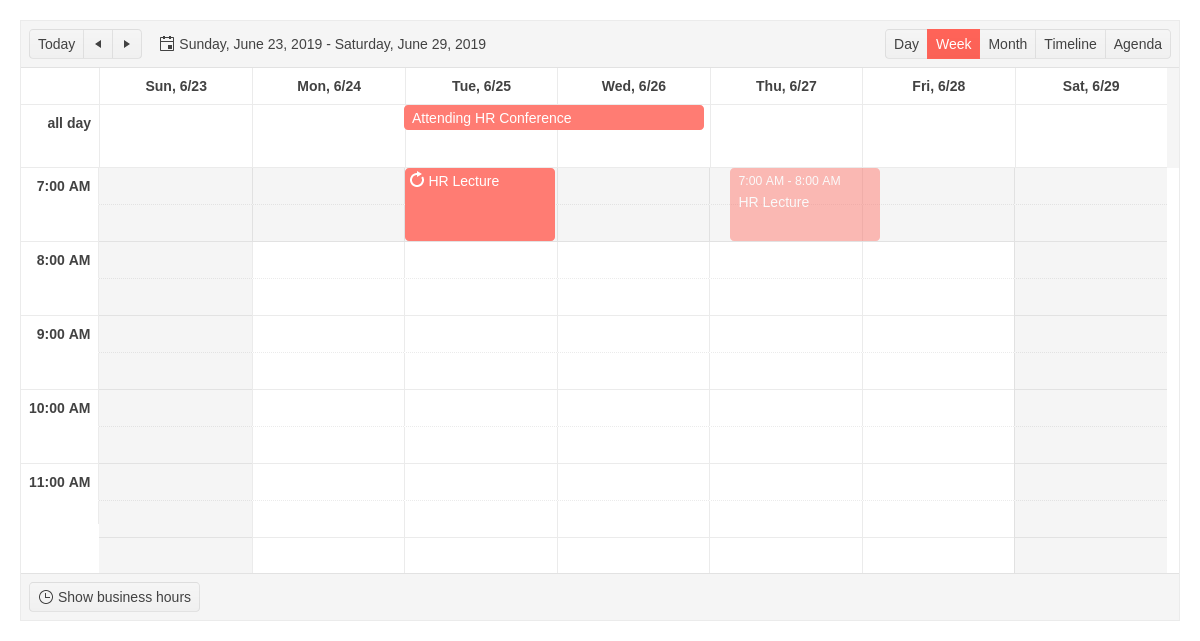 Today
Sunday, June 23, 2019 - Saturday, June 29, 2019
Day Week Month Timeline Agenda
Sun, 6/23 Mon, 6/24 Tue, 6/25 Wed, 6/26 Thu, 6/27 Fri, 6/28 Sat, 6/29
all day
Attending HR Conference
7:00 AM
HR Lecture
7:00 AM - 8:00 AM
HR Lecture
8:00 AM
9:00 AM
10:00 AM
11:00 AM
Show business hours